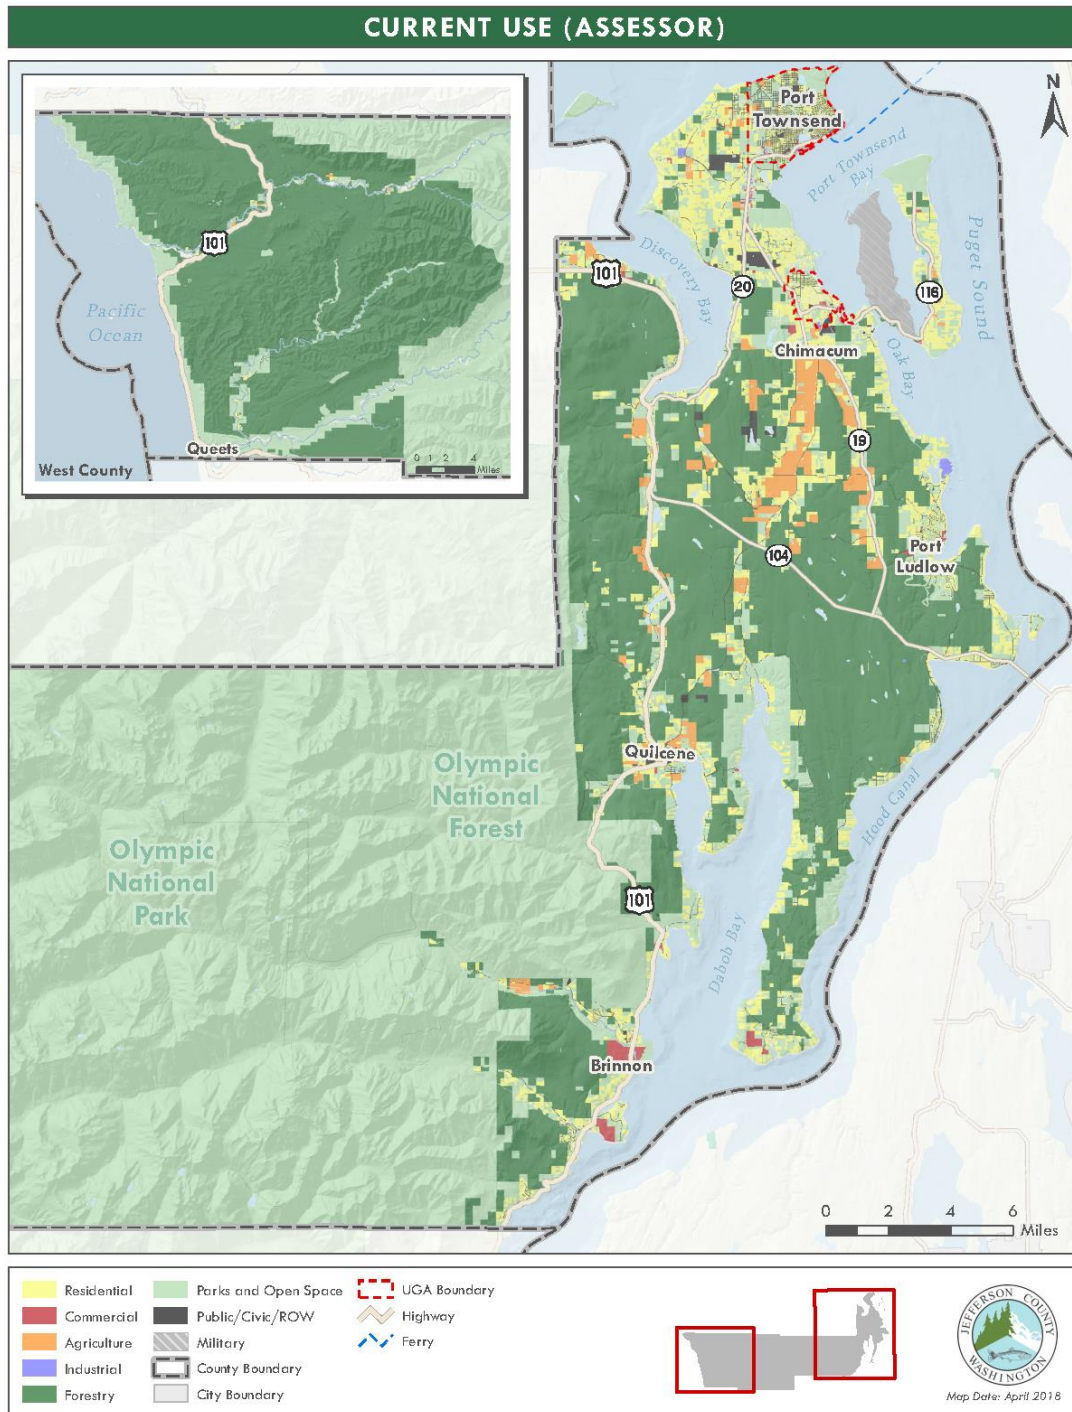 CURRENT USE (ASSESSOR)
N
Port
Townsend
Port Townsend
Bay
Puget Sound
Discovery Bay
101
20
116
Chimacum
Oak Bay
19
104
Port
Ludlow
Quilcene
Hood Canal
Olympic
National
Forest
Olympic
National
Park
101
Dabob Bay
Brinnon
101
Pacific
Ocean
Queets
West County
0 1 2 4
Miles
0 2 4 6
Miles
Residential
Commercial
Agriculture
Industrial
Forestry
Parks and Open Space
Public/Civic/ROW
Military
County Boundary
City Boundary
UGA Boundary
Highway
Ferry
JEFFERSON COUNTY
WASHINGTON
Map Date: April 2018